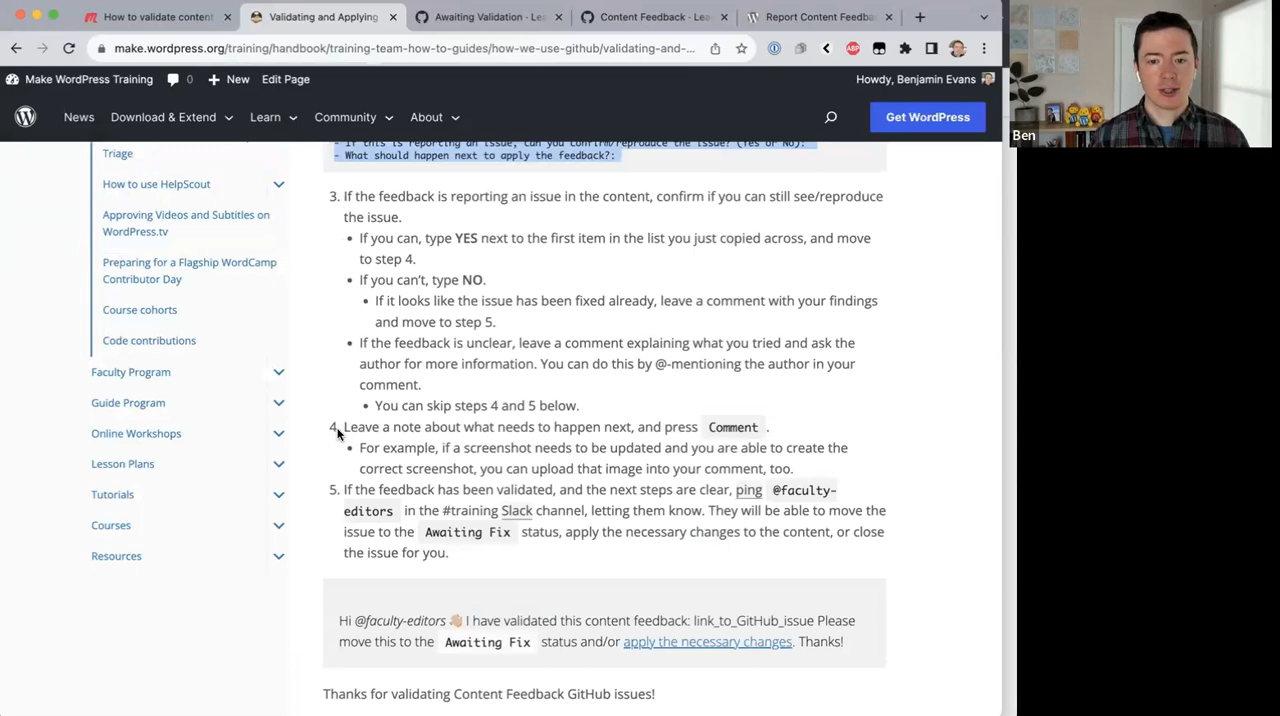 How to validate content
Validating and Applying
Awaiting Validation · Le
Content Feedback · Lea
Report Content Feedba
make.wordpress.org/training/handbook/training-team-how-to-guides/how-we-use-github/validating-and-...
Make WordPress Training 0 New Edit Page Howdy, Benjamin Evans
News Download & Extend Learn Community About Get WordPress
Ben
Triage
How to use HelpScout
Approving Videos and Subtitles on
WordPress.tv
Preparing for a Flagship WordCamp
Contributor Day
Course cohorts
Code contributions
Faculty Program
Guide Program
Online Workshops
Lesson Plans
Tutorials
Courses
Resources
- If this is reporting an issue, can you confirm/reproduce the issue? (Yes or No):
- What should happen next to apply the feedback?:
3. If the feedback is reporting an issue in the content, confirm if you can still see/reproduce
the issue.
• If you can, type YES next to the first item in the list you just copied across, and move
to step 4.
• If you can't, type NO.
• If it looks like the issue has been fixed already, leave a comment with your findings
and move to step 5.
• If the feedback is unclear, leave a comment explaining what you tried and ask the
author for more information. You can do this by @-mentioning the author in your
comment.
• You can skip steps 4 and 5 below.
4. Leave a note about what needs to happen next, and press Comment .
• For example, if a screenshot needs to be updated and you are able to create the
correct screenshot, you can upload that image into your comment, too.
5. If the feedback has been validated, and the next steps are clear, ping @faculty-
editors in the #training Slack channel, letting them know. They will be able to move the
issue to the Awaiting Fix status, apply the necessary changes to the content, or close
the issue for you.
Hi @faculty-editors 👋🏼 I have validated this content feedback: link_to_GitHub_issue Please
move this to the Awaiting Fix status and/or apply the necessary changes. Thanks!
Thanks for validating Content Feedback GitHub issues!